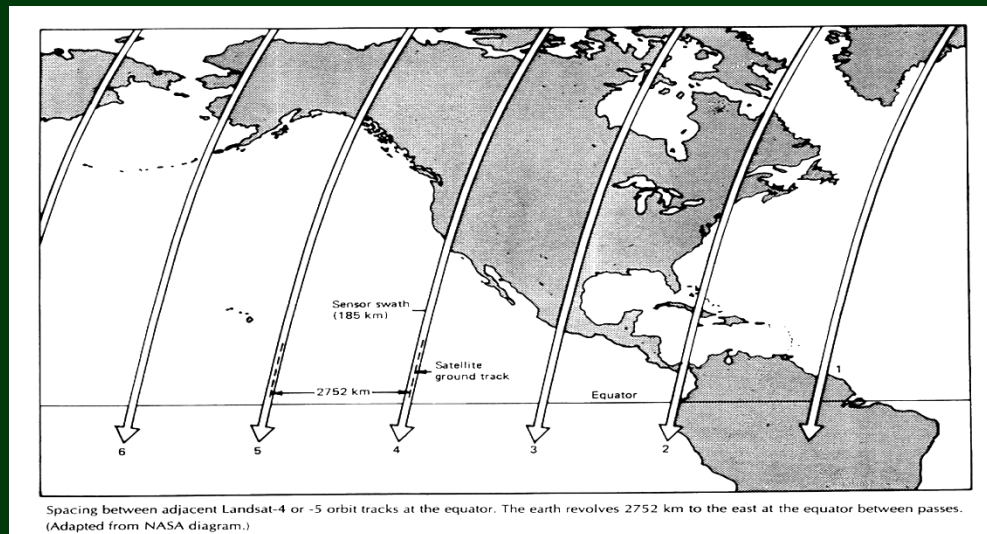 Sensor swath
(185 km)
Satellite
ground track
2752 km
Equator
1
6
5
4
3
2
Spacing between adjacent Landsat-4 or -5 orbit tracks at the equator. The earth revolves 2752 km to the east at the equator between passes.
(Adapted from NASA diagram.)